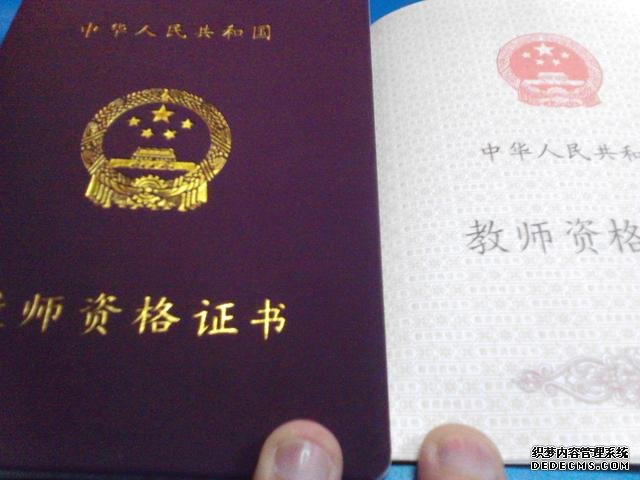 中华人民共和国
师资格证书
中华人民共和
教师资格
织梦内容管理系统
DEDECMS.COM